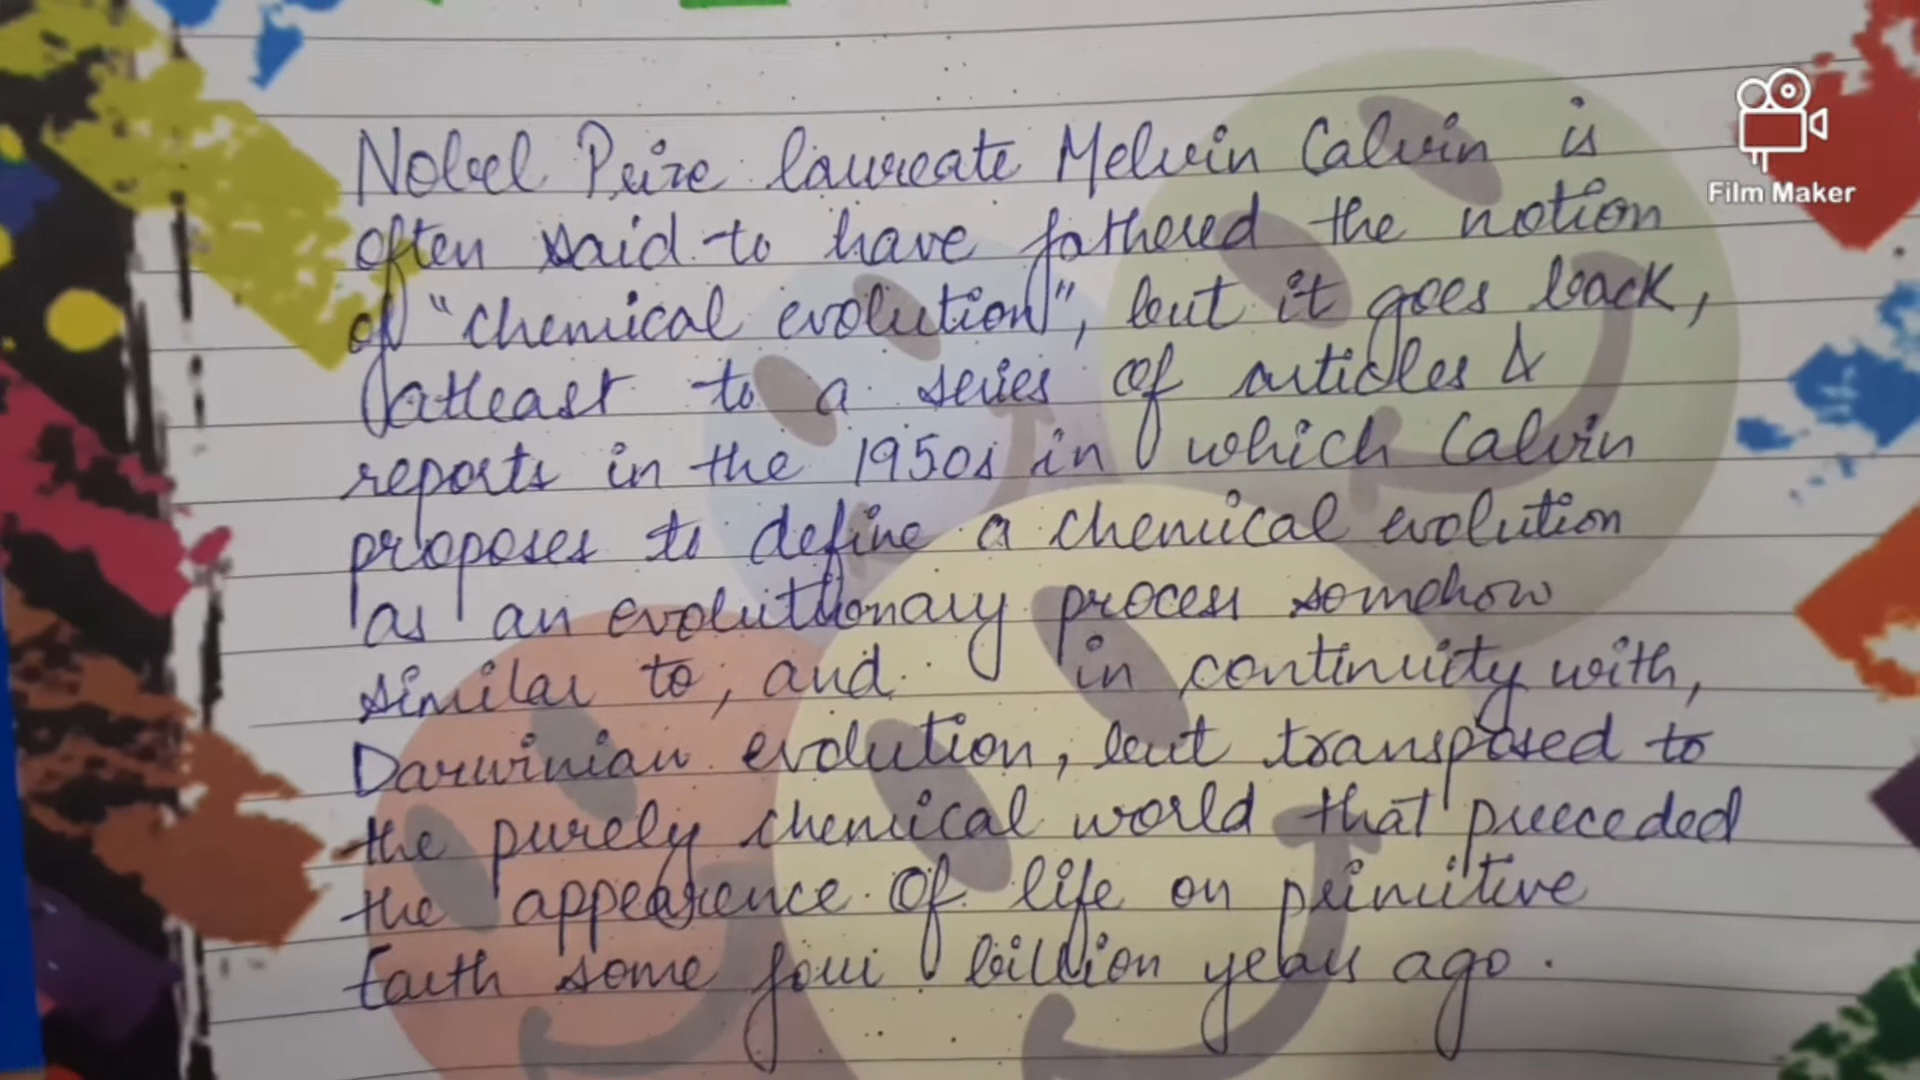 Nobel Prize laureate Melvin Calvin is
often said to have fathered the notion
of "chemical evolution", but it goes back,
atleast to a series of articles &
reports in the 1950s in which Calvin
proposes to define a chemical evolution
as an evolutionary process somehow
similar to, and in continuity with,
Darwinian evolution, but transposed to
the purely chemical world that preceded
the appearence of life on primitive
Earth some four billion years ago.
Film Maker